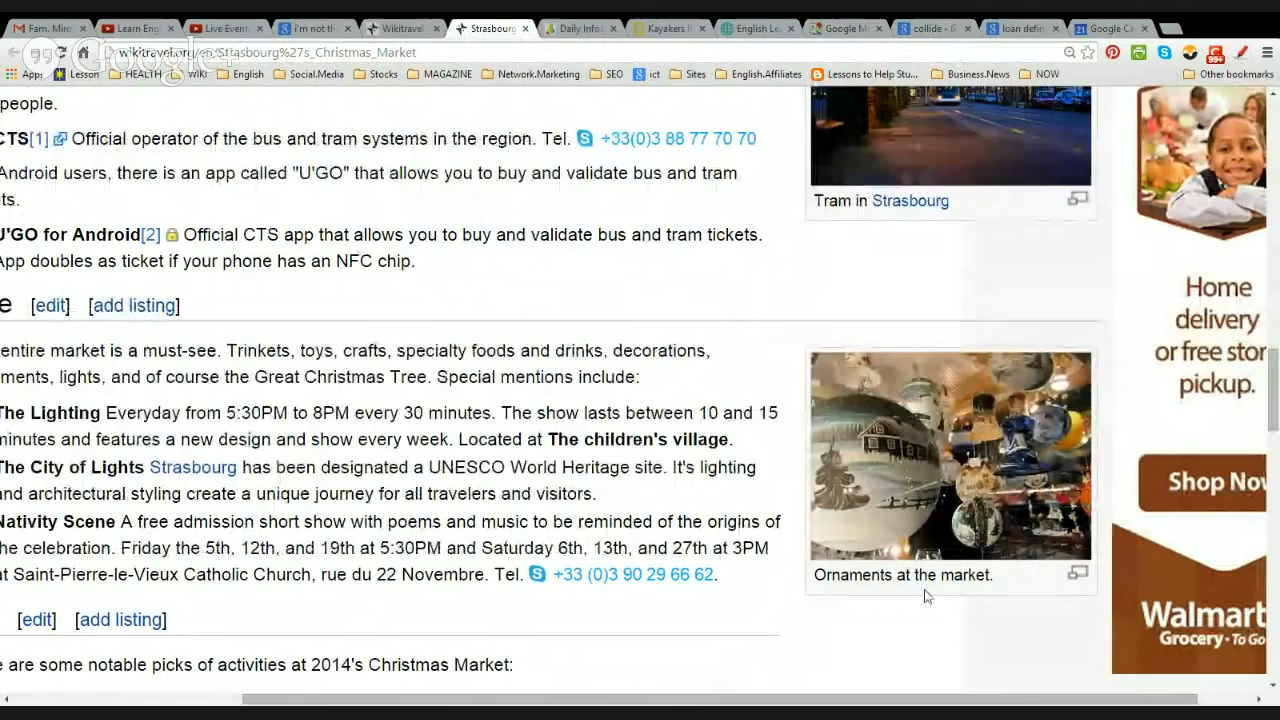 Fam. Miro
Learn Eng
Live Event
i'm not th
Wikitravel
Strasbourg
Daily Info
Kayakers
English Le
Google M
collide - G
loan defin
Google C
wikitravel.org/en/Strasbourg%27s_Christmas_Market
Google+
Apps
Lesson
HEALTH
WIKI
English
Social.Media
Stocks
MAGAZINE
Network.Marketing
SEO
ict
Sites
English.Affiliates
Lessons to Help Stu...
Business.News
NOW
Other bookmarks
99+
people.
CTS[1] Official operator of the bus and tram systems in the region. Tel. +33(0)3 88 77 70 70
Android users, there is an app called "U'GO" that allows you to buy and validate bus and tram
ts.
U'GO for Android[2] Official CTS app that allows you to buy and validate bus and tram tickets.
App doubles as ticket if your phone has an NFC chip.
Tram in Strasbourg
e [edit] [add listing]
entire market is a must-see. Trinkets, toys, crafts, specialty foods and drinks, decorations,
ments, lights, and of course the Great Christmas Tree. Special mentions include:
The Lighting Everyday from 5:30PM to 8PM every 30 minutes. The show lasts between 10 and 15
minutes and features a new design and show every week. Located at The children's village.
The City of Lights Strasbourg has been designated a UNESCO World Heritage site. It's lighting
and architectural styling create a unique journey for all travelers and visitors.
Nativity Scene A free admission short show with poems and music to be reminded of the origins of
he celebration. Friday the 5th, 12th, and 19th at 5:30PM and Saturday 6th, 13th, and 27th at 3PM
at Saint-Pierre-le-Vieux Catholic Church, rue du 22 Novembre. Tel. +33 (0)3 90 29 66 62.
Ornaments at the market.
[edit] [add listing]
e are some notable picks of activities at 2014's Christmas Market:
Home
delivery
or free stor
pickup.
Shop Nov
Walmart
Grocery · To Go